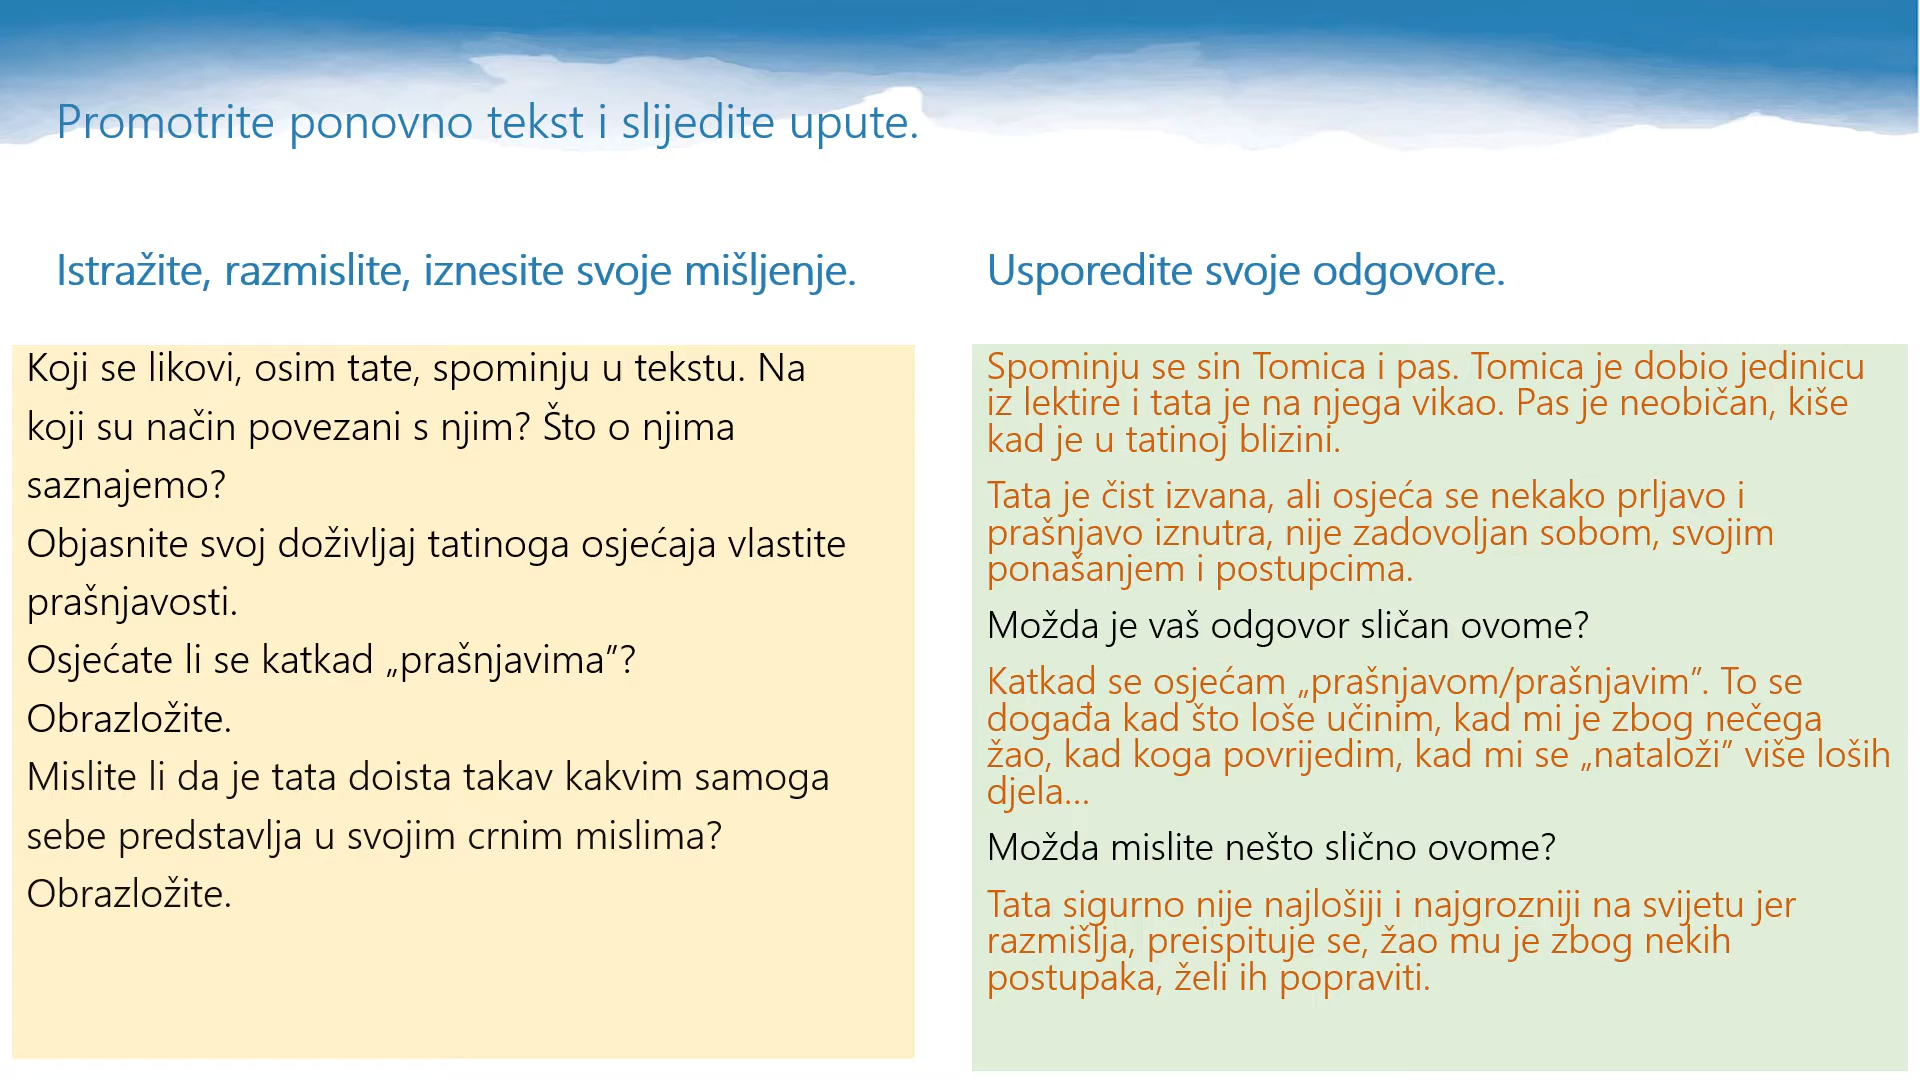 Promotrite ponovno tekst i slijedite upute.
Istražite, razmislite, iznesite svoje mišljenje.
Koji se likovi, osim tate, spominju u tekstu. Na
koji su način povezani s njim? Što o njima
saznajemo?
Objasnite svoj doživljaj tatinoga osjećaja vlastite
prašnjavosti.
Osjećate li se katkad „prašnjavima”?
Obrazložite.
Mislite li da je tata doista takav kakvim samoga
sebe predstavlja u svojim crnim mislima?
Obrazložite.
Usporedite svoje odgovore.
Spominju se sin Tomica i pas. Tomica je dobio jedinicu
iz lektire i tata je na njega vikao. Pas je neobičan, kiše
kad je u tatinoj blizini.
Tata je čist izvana, ali osjeća se nekako prljavo i
prašnjavo iznutra, nije zadovoljan sobom, svojim
ponašanjem i postupcima.
Možda je vaš odgovor sličan ovome?
Katkad se osjećam „prašnjavom/prašnjavim”. To se
događa kad što loše učinim, kad mi je zbog nečega
žao, kad koga povrijedim, kad mi se „nataloži” više loših
djela…
Možda mislite nešto slično ovome?
Tata sigurno nije najlošiji i najgrozniji na svijetu jer
razmišlja, preispituje se, žao mu je zbog nekih
postupaka, želi ih popraviti.